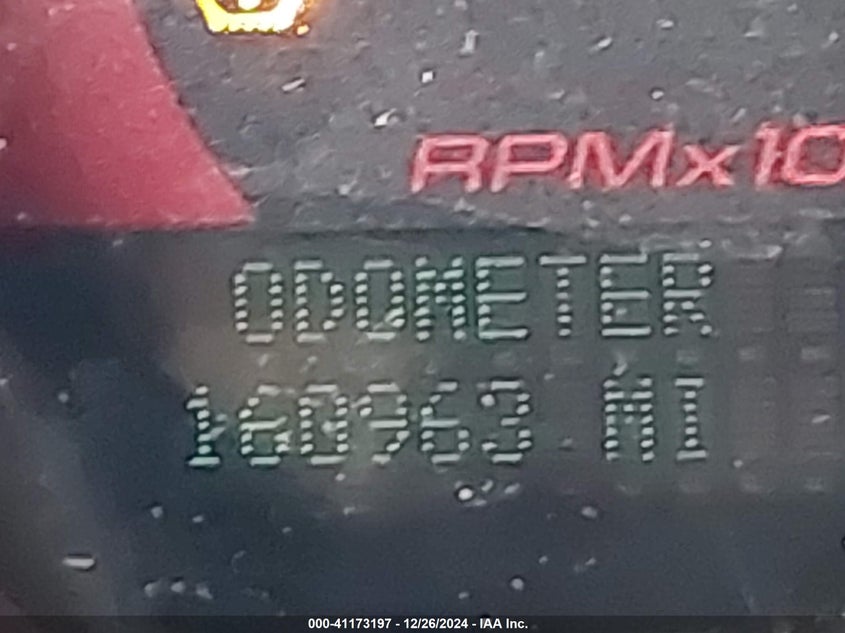 RPMx10
ODOMETER
160963 MI
000-41173197 - 12/26/2024 - IAA Inc.